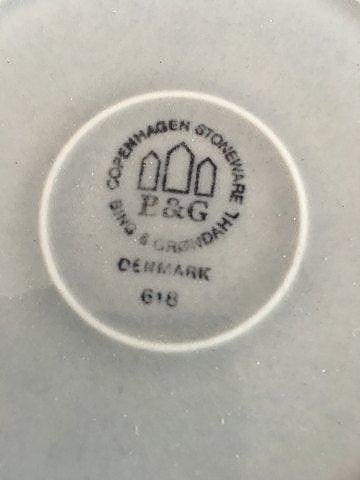 COPENHAGEN STONEWARE
B&G
BING & GRØNDAHL
DENMARK
618